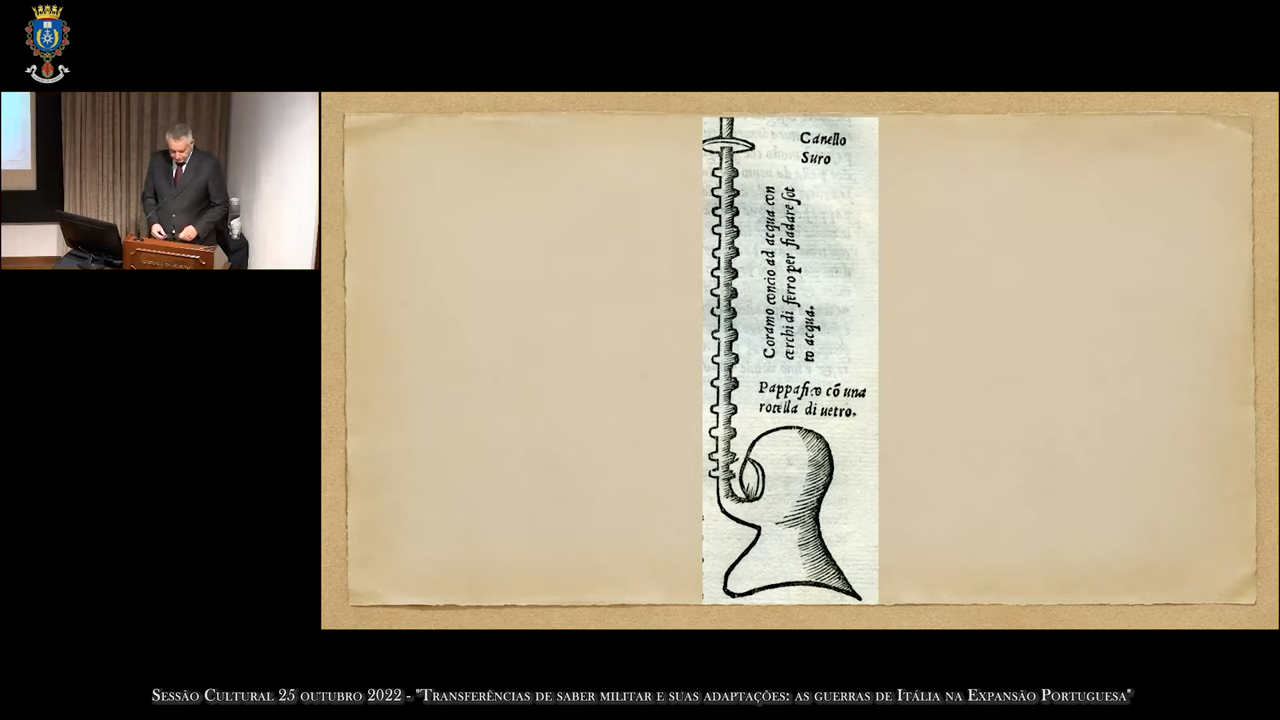 Canello
Suro
Coramo concio ad acqua con
cerchi di ferro per fiadare sot
to acqua.
Pappafico cō una
rotella di uetro.
SESSÃO CULTURAL 25 OUTUBRO 2022 - "TRANSFERÊNCIAS DE SABER MILITAR E SUAS ADAPTAÇÕES: AS GUERRAS DE ITÁLIA NA EXPANSÃO PORTUGUESA"